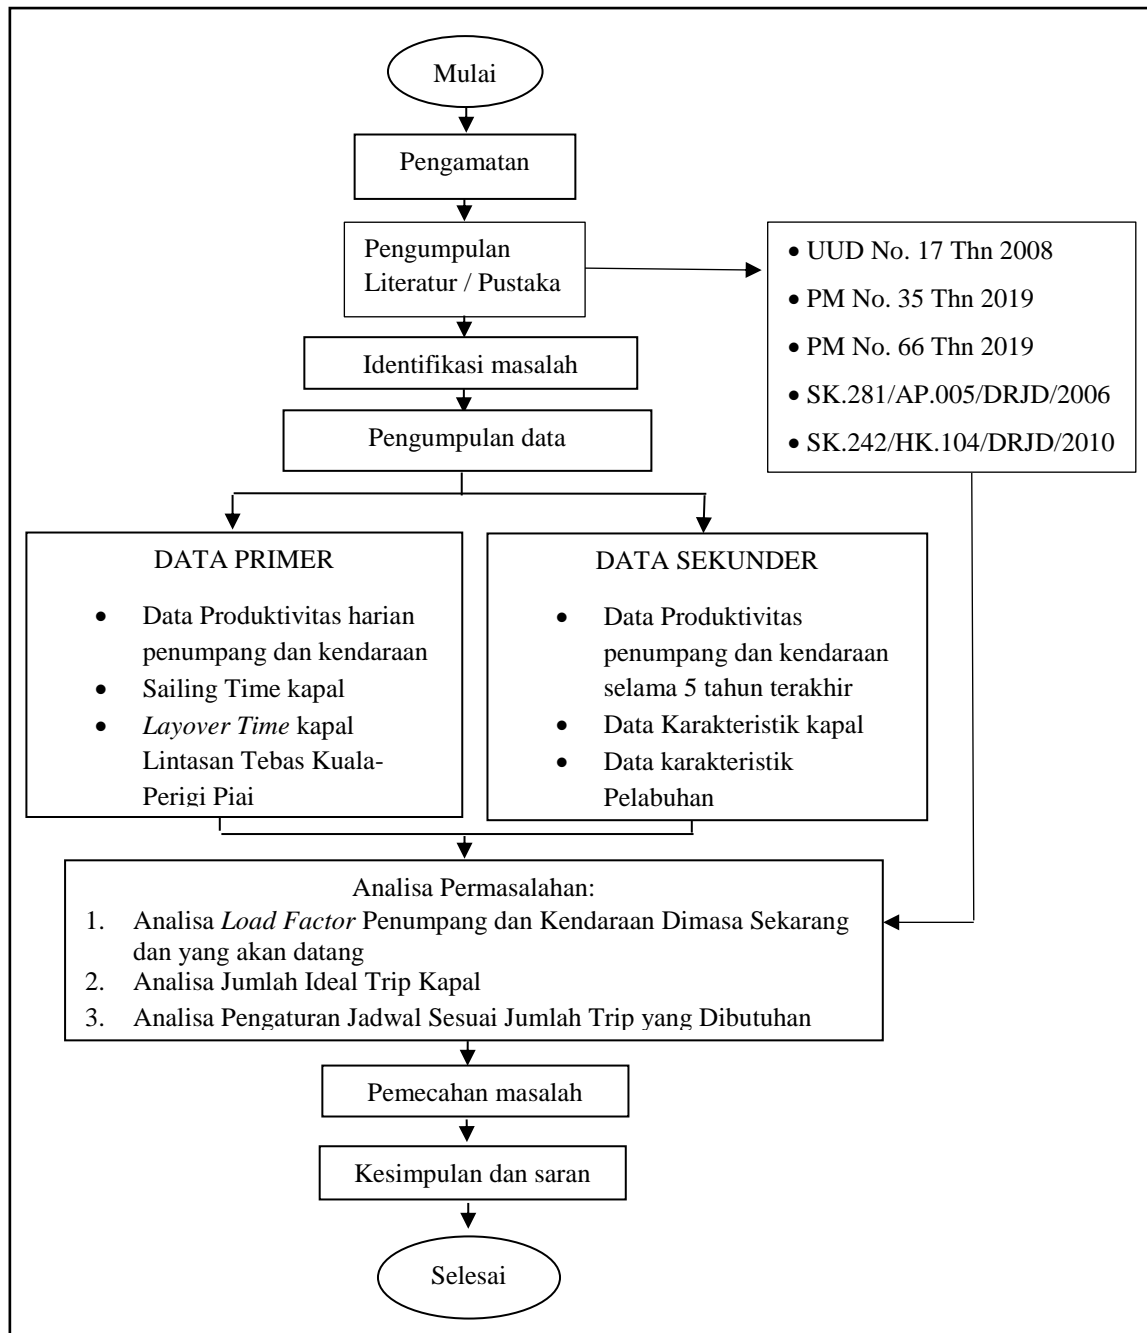 Mulai
Pengamatan
Pengumpulan
Literatur / Pustaka
• UUD No. 17 Thn 2008
• PM No. 35 Thn 2019
• PM No. 66 Thn 2019
• SK.281/AP.005/DRJD/2006
• SK.242/HK.104/DRJD/2010
Identifikasi masalah
Pengumpulan data
DATA PRIMER
• Data Produktivitas harian
penumpang dan kendaraan
• Sailing Time kapal
• Layover Time kapal
Lintasan Tebas Kuala-
Perigi Piai
DATA SEKUNDER
• Data Produktivitas
penumpang dan kendaraan
selama 5 tahun terakhir
• Data Karakteristik kapal
• Data karakteristik
Pelabuhan
Analisa Permasalahan:
1. Analisa Load Factor Penumpang dan Kendaraan Dimasa Sekarang
dan yang akan datang
2. Analisa Jumlah Ideal Trip Kapal
3. Analisa Pengaturan Jadwal Sesuai Jumlah Trip yang Dibutuhan
Pemecahan masalah
Kesimpulan dan saran
Selesai